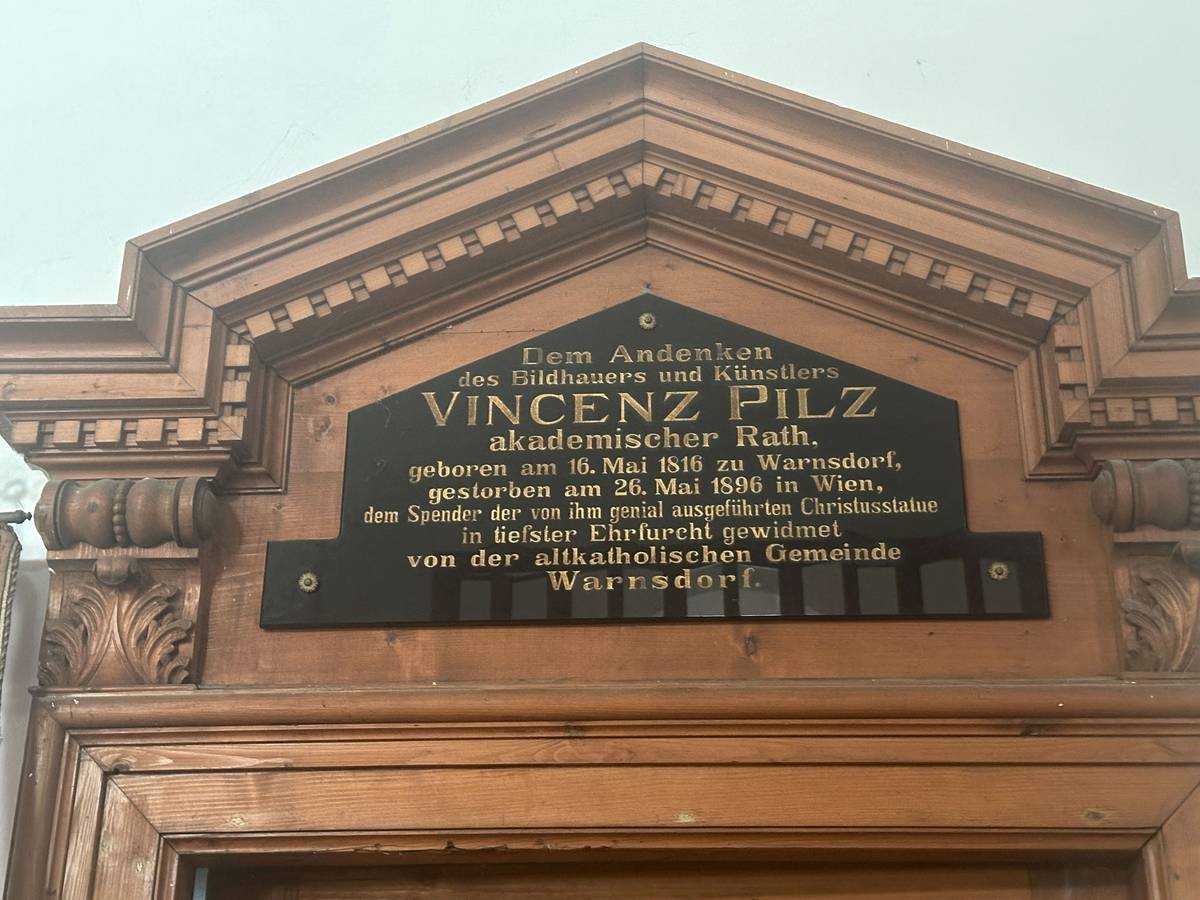 Dem Andenken
des Bildhauers und Künstlers
VINCENZ PILZ
akademischer Rath,
geboren am 16. Mai 1816 zu Warnsdorf,
gestorben am 26. Mai 1896 in Wien,
dem Spender der von ihm genial ausgeführten Christusstatue
in tiefster Ehrfurcht gewidmet
von der altkatholischen Gemeinde
Warnsdorf.